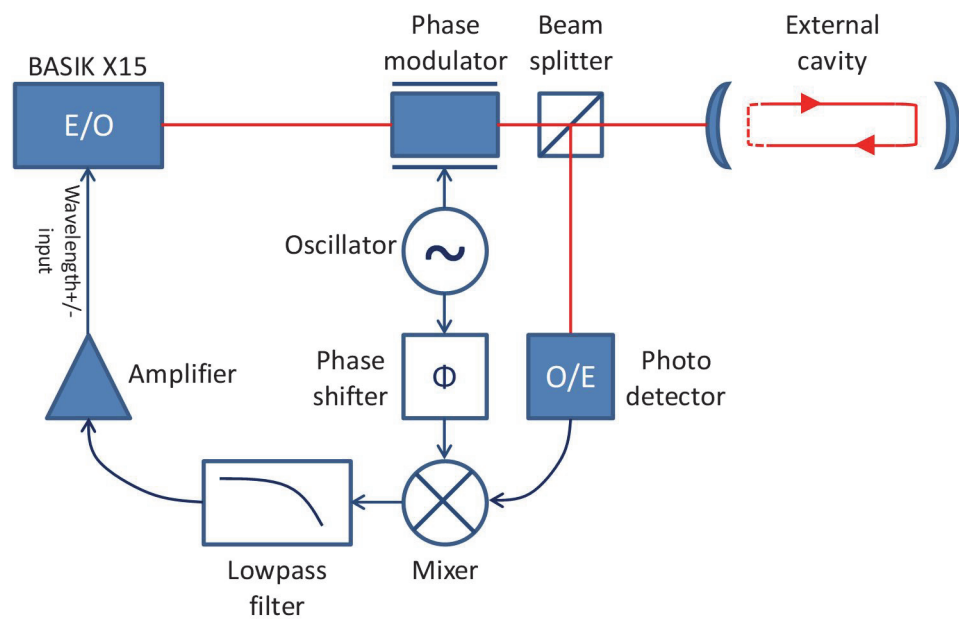 BASIK X15
E/O
Phase
modulator
Beam
splitter
External
cavity
Wavelength+/-
input
Oscillator
~
Amplifier
Phase
shifter
Φ
O/E
Photo
detector
Lowpass
filter
Mixer